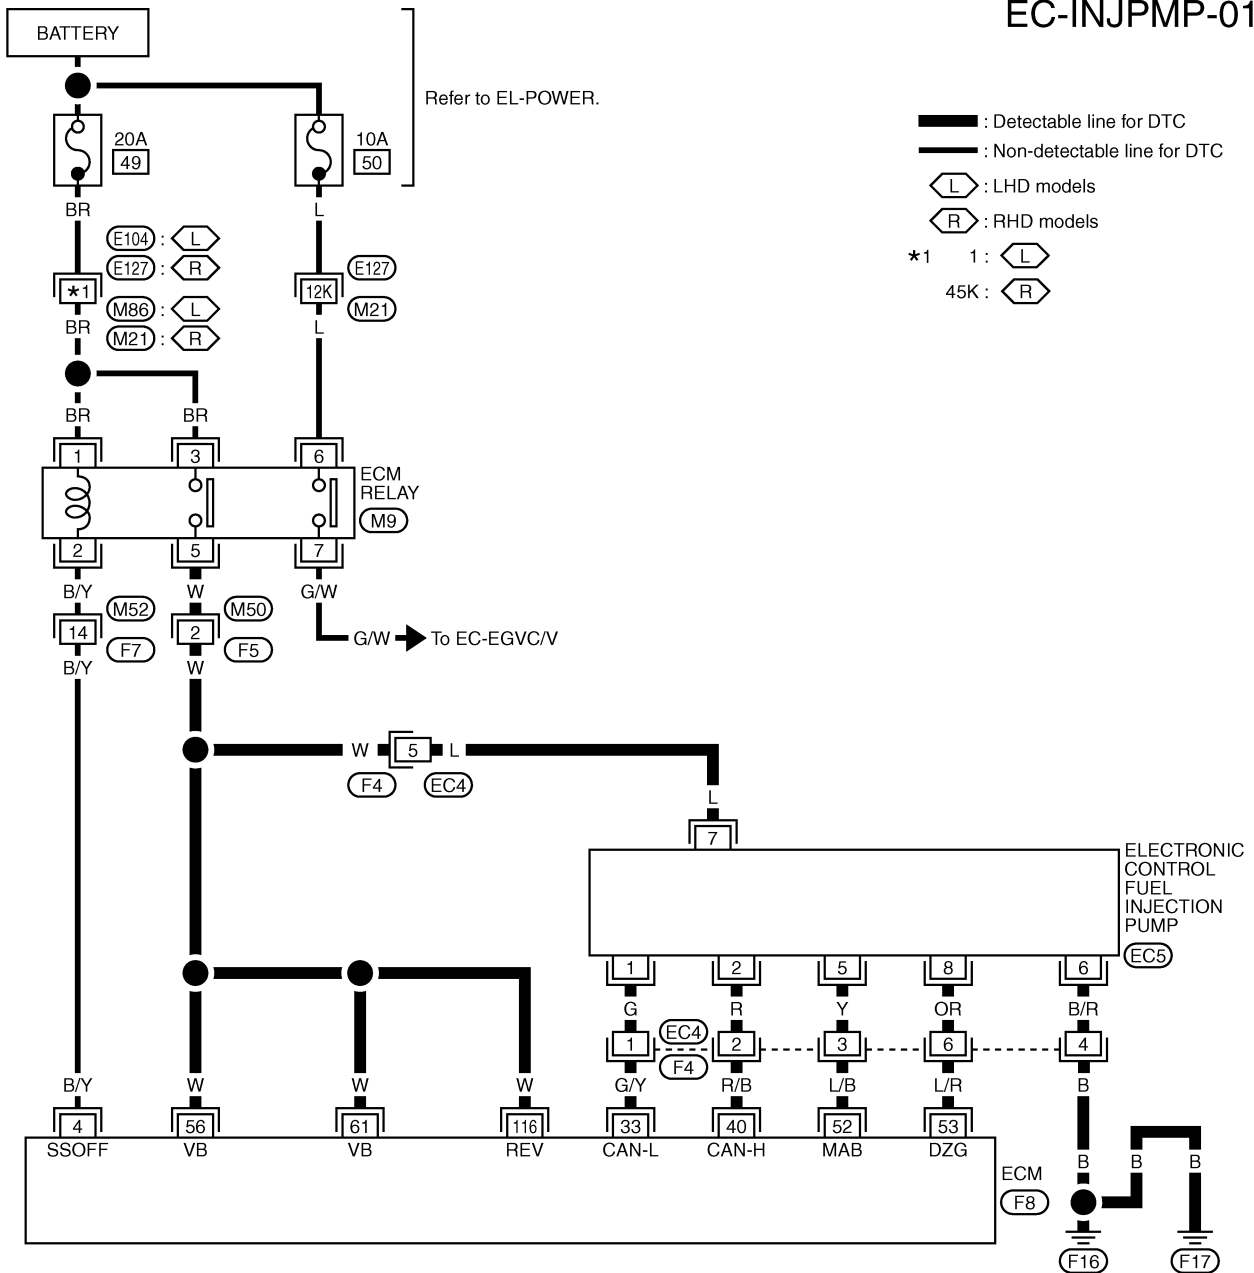 EC-INJPMP-01
BATTERY
Refer to EL-POWER.
20A
49
10A
50
: Detectable line for DTC
: Non-detectable line for DTC
L : LHD models
R : RHD models
*1 1 : L
45K : R
BR
L
E104 : L
E127 : R
*1
M86 : L
M21 : R
12K
E127
M21
BR
L
BR
BR
1
3
6
ECM
RELAY
M9
2
5
7
B/Y
W
G/W
M52
M50
14
2
F7
F5
G/W
To EC-EGVC/V
B/Y
W
W
5
L
F4
EC4
L
7
ELECTRONIC
CONTROL
FUEL
INJECTION
PUMP
EC5
1
2
5
8
6
G
R
Y
OR
B/R
EC4
1
2
3
6
4
F4
B/Y
W
W
W
G/Y
R/B
L/B
L/R
B
4
56
61
116
33
40
52
53
SSOFF
VB
VB
REV
CAN-L
CAN-H
MAB
DZG
B
B
B
ECM
F8
F16
F17